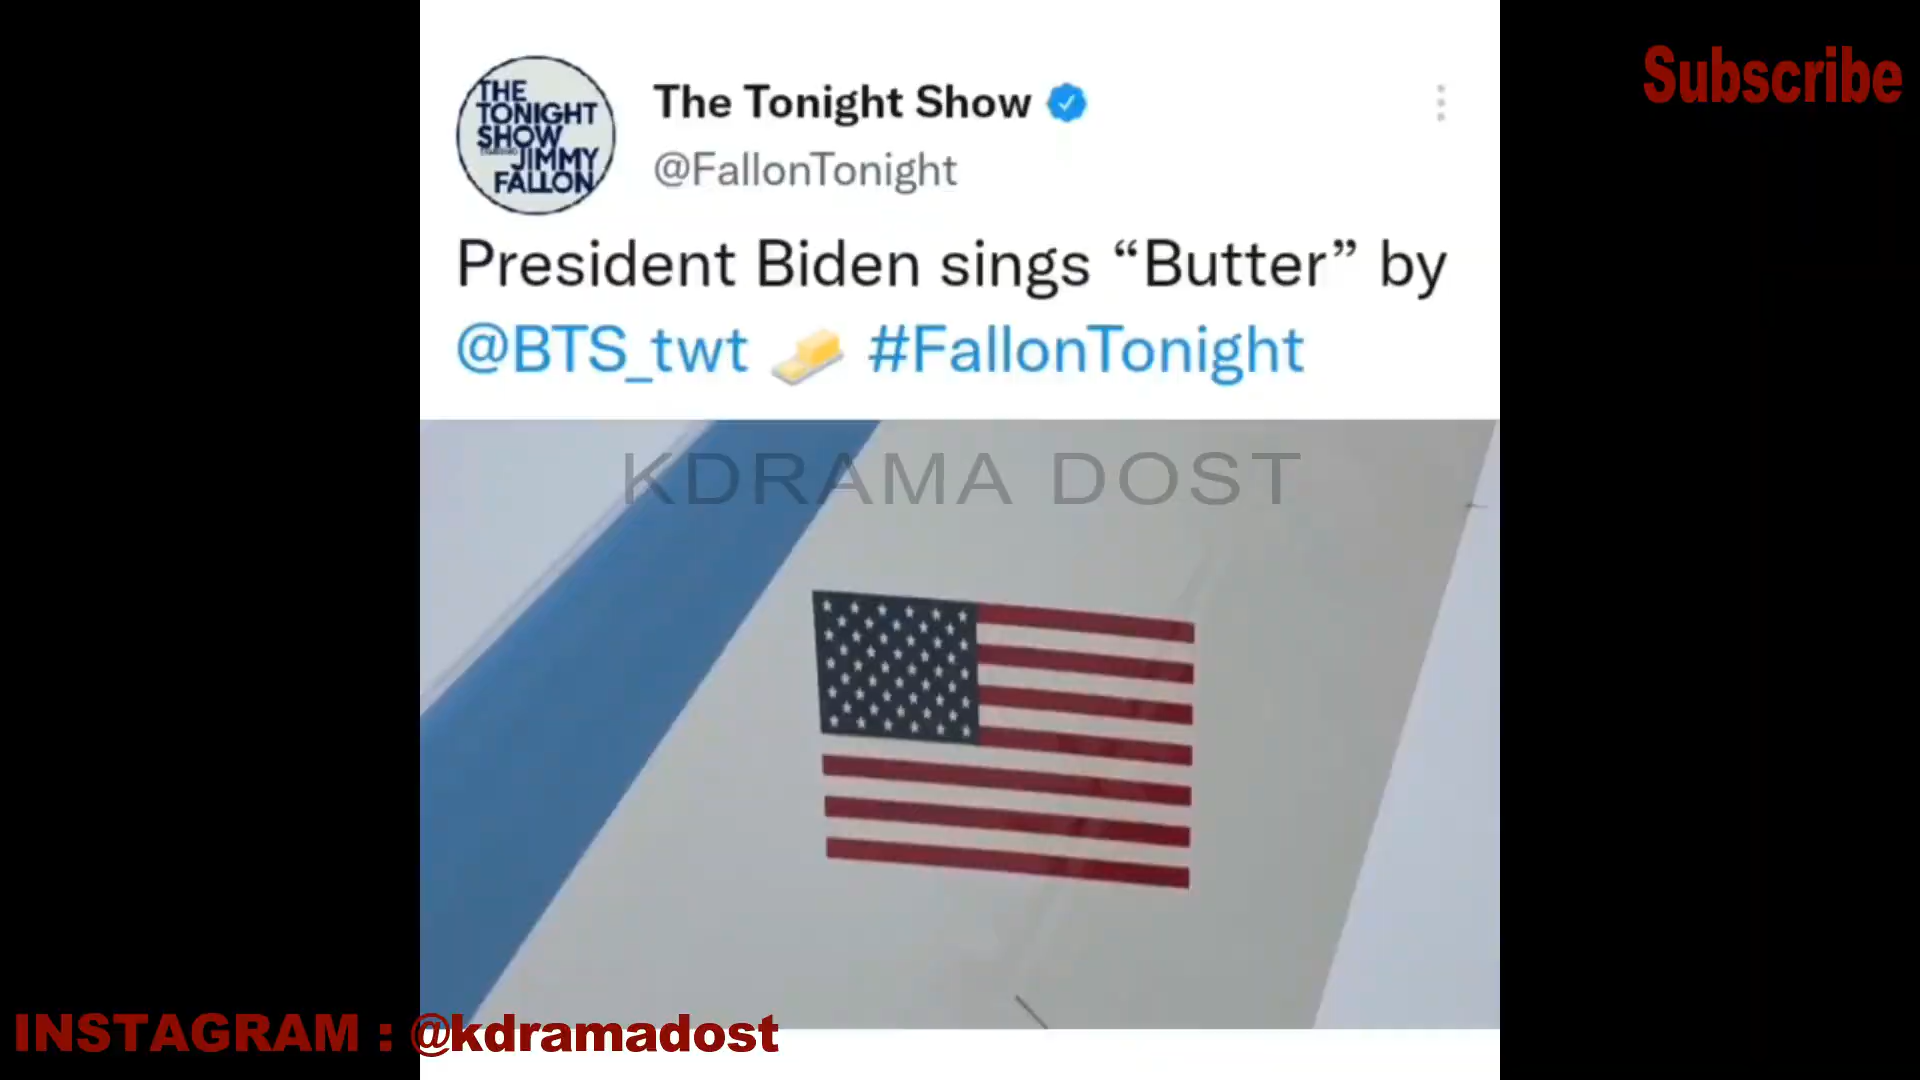 Subscribe
THE
TONIGHT
SHOW
JIMMY
FALLON
The Tonight Show
@FallonTonight
President Biden sings “Butter” by
@BTS_twt 🧈 #FallonTonight
KDRAMA DOST
INSTAGRAM : @kdramadost